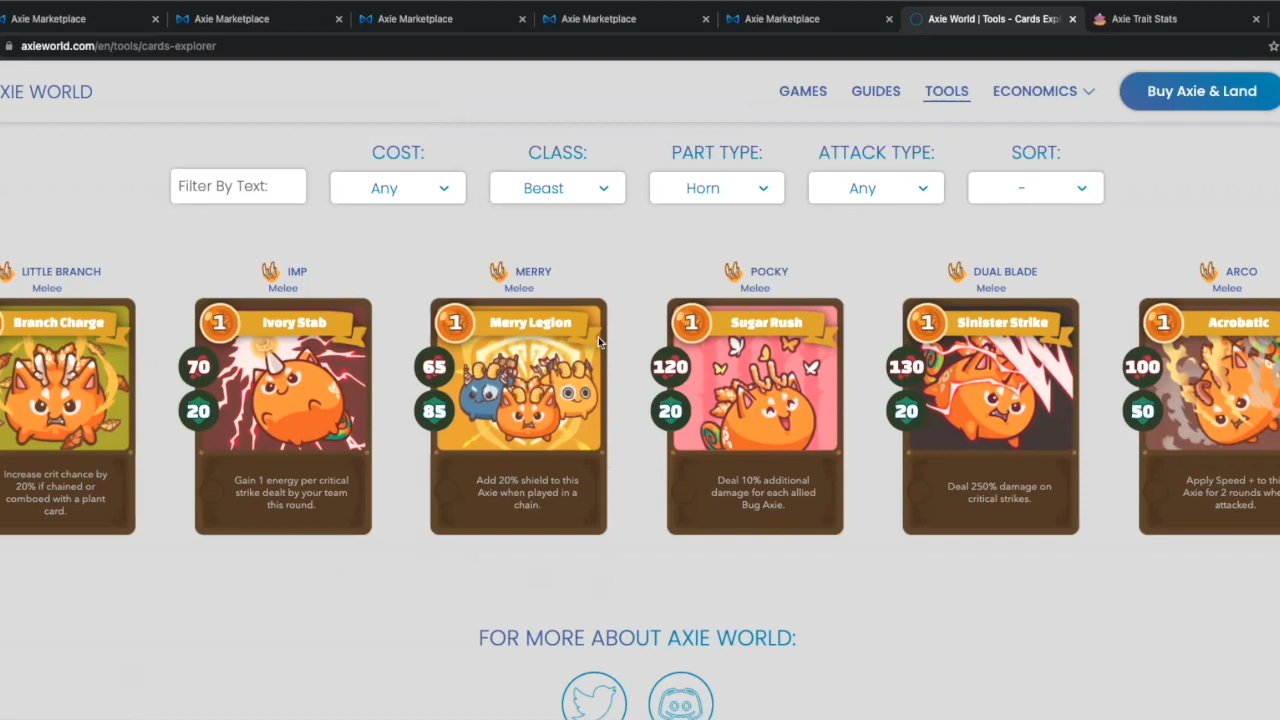 Axie Marketplace
Axie Marketplace
Axie Marketplace
Axie Marketplace
Axie Marketplace
Axie World | Tools - Cards Exp
Axie Trait Stats
axieworld.com/en/tools/cards-explorer
XIE WORLD
GAMES
GUIDES
TOOLS
ECONOMICS
Buy Axie & Land
COST:
CLASS:
PART TYPE:
ATTACK TYPE:
SORT:
Filter By Text:
Any
Beast
Horn
Any
-
LITTLE BRANCH
Melee
Branch Charge
Increase crit chance by
20% if chained or
comboed with a plant
card.
IMP
Melee
1
Ivory Stab
70
20
Gain 1 energy per critical
strike dealt by your team
this round.
MERRY
Melee
1
Merry Legion
65
85
Add 20% shield to this
Axie when played in a
chain.
POCKY
Melee
1
Sugar Rush
120
20
Deal 10% additional
damage for each allied
Bug Axie.
DUAL BLADE
Melee
1
Sinister Strike
130
20
Deal 250% damage on
critical strikes.
ARCO
Melee
1
Acrobatic
100
50
Apply Speed + to th
Axie for 2 rounds whe
attacked.
FOR MORE ABOUT AXIE WORLD: